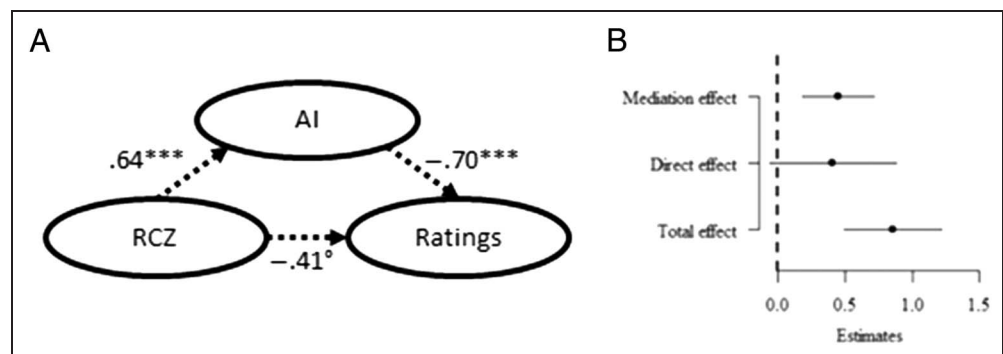 A
AI
.64***
−.70***
RCZ
Ratings
−.41°
B
Mediation effect
Direct effect
Total effect
0.0 0.5 1.0 1.5
Estimates